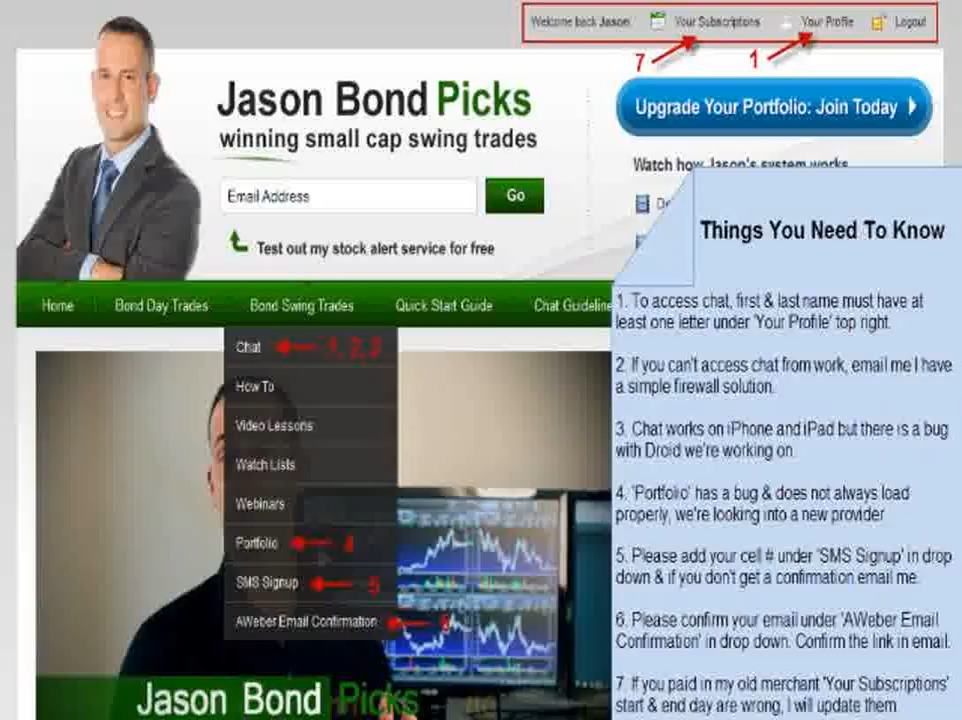 Welcome back Jason! Your Subscriptions Your Profile Logout
7 1
Jason Bond Picks
winning small cap swing trades
Upgrade Your Portfolio: Join Today
Watch how Jason's system works
Email Address Go
Test out my stock alert service for free
Home Bond Day Trades Bond Swing Trades Quick Start Guide Chat Guideline
Chat 1, 2, 3
How To
Video Lessons
Watch Lists
Webinars
Portfolio 4
SMS Signup 5
AWeber Email Confirmation 6
Jason Bond Picks
Things You Need To Know
1. To access chat, first & last name must have at
least one letter under 'Your Profile' top right.
2. If you can't access chat from work, email me I have
a simple firewall solution.
3. Chat works on iPhone and iPad but there is a bug
with Droid we're working on.
4. 'Portfolio' has a bug & does not always load
properly, we're looking into a new provider
5. Please add your cell # under 'SMS Signup' in drop
down & if you don't get a confirmation email me.
6. Please confirm your email under 'AWeber Email
Confirmation' in drop down. Confirm the link in email.
7. If you paid in my old merchant 'Your Subscriptions'
start & end day are wrong, I will update them